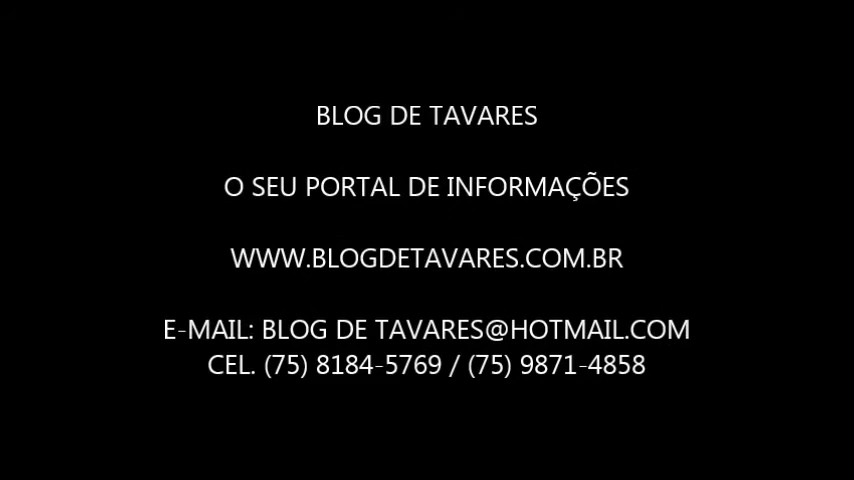 BLOG DE TAVARES
O SEU PORTAL DE INFORMAÇÕES
WWW.BLOGDETAVARES.COM.BR
E-MAIL: BLOG DE TAVARES@HOTMAIL.COM
CEL. (75) 8184-5769 / (75) 9871-4858